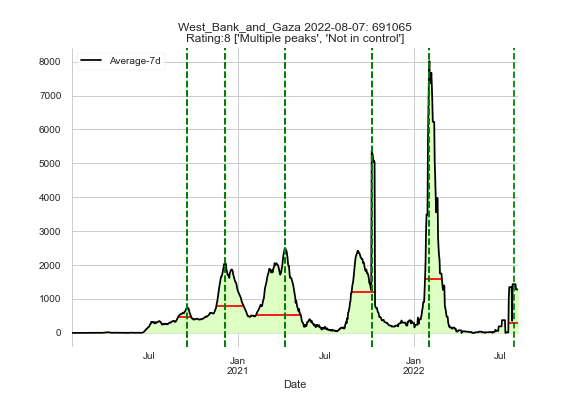 West_Bank_and_Gaza 2022-08-07: 691065
Rating:8 ['Multiple peaks', 'Not in control']
Average-7d
8000
7000
6000
5000
4000
3000
2000
1000
0
Jul
Jan
2021
Jul
Jan
2022
Jul
Date